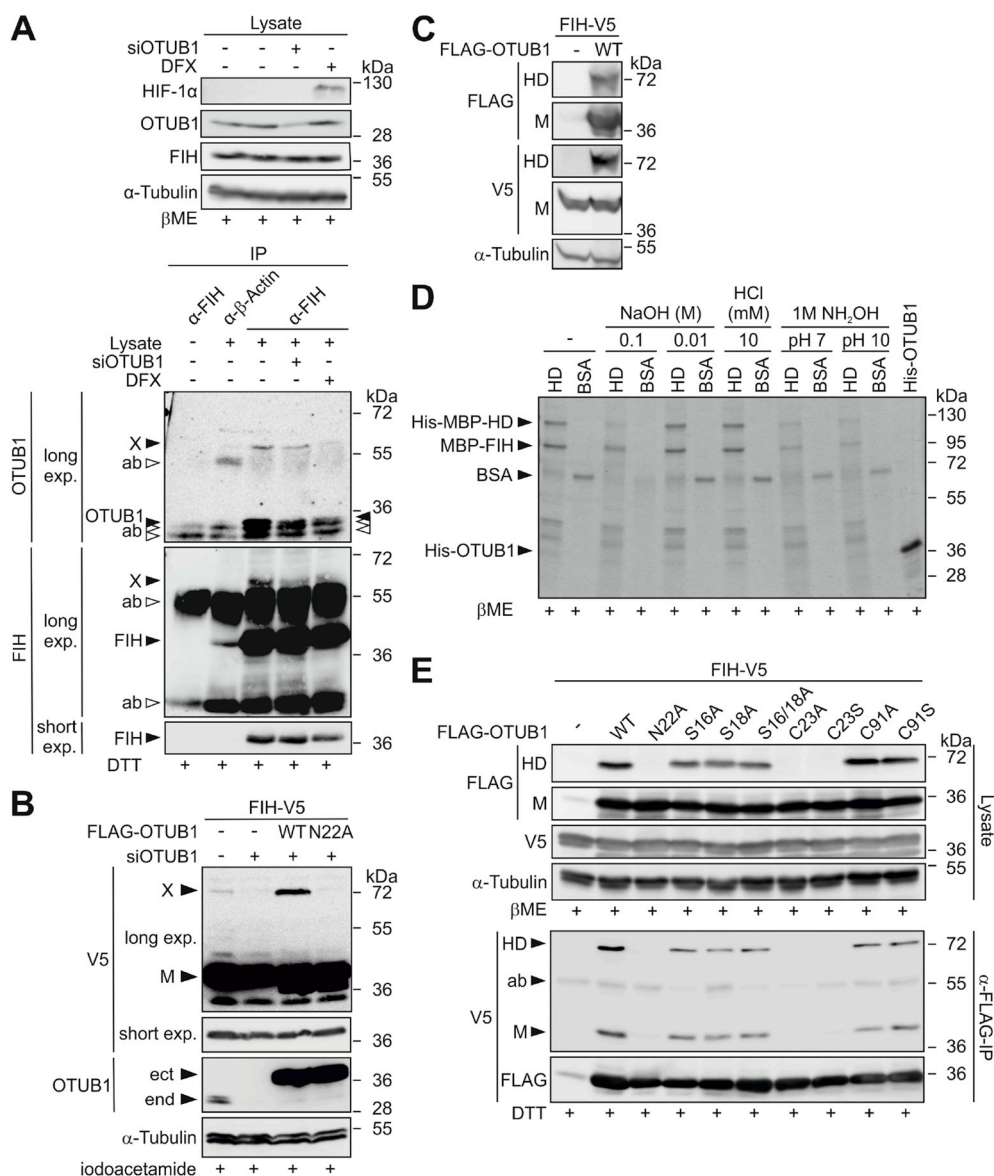 A
Lysate
siOTUB1 - - + -
DFX - - - +
kDa
HIF-1α 130
OTUB1 28
FIH 36
α-Tubulin 55
βME + + + +
IP
α-FIH α-β-Actin α-FIH
Lysate - + + + +
siOTUB1 - - - + -
DFX - - - - +
kDa
72
X
55
ab
OTUB1 long exp.
36
OTUB1
ab
72
X
55
ab
FIH long exp.
FIH
36
ab
short exp. FIH 36
DTT + + + + +
B
FIH-V5
FLAG-OTUB1 - - WT N22A
siOTUB1 - + + +
kDa
X 72
55
long exp.
V5
M
36
short exp. 36
OTUB1
ect 36
end 28
α-Tubulin 55
iodoacetamide + + + +
C
FIH-V5
FLAG-OTUB1 - WT
kDa
HD 72
FLAG
M 36
HD 72
V5
M
36
α-Tubulin 55
D
NaOH (M) HCl (mM) 1M NH2OH
- 0.1 0.01 10 pH 7 pH 10
HD BSA HD BSA HD BSA HD BSA HD BSA HD BSA His-OTUB1
kDa
His-MBP-HD 130
MBP-FIH 95
BSA 72
55
His-OTUB1 36
28
βME + + + + + + + + + + + + +
E
FIH-V5
FLAG-OTUB1 - WT N22A S16A S18A S16/18A C23A C23S C91A C91S
kDa
HD 72
FLAG
M 36
V5 36
55
α-Tubulin
βME + + + + + + + + + +
Lysate
HD 72
ab 55
V5
M
36
FLAG 36
DTT + + + + + + + + + +
α-FLAG-IP